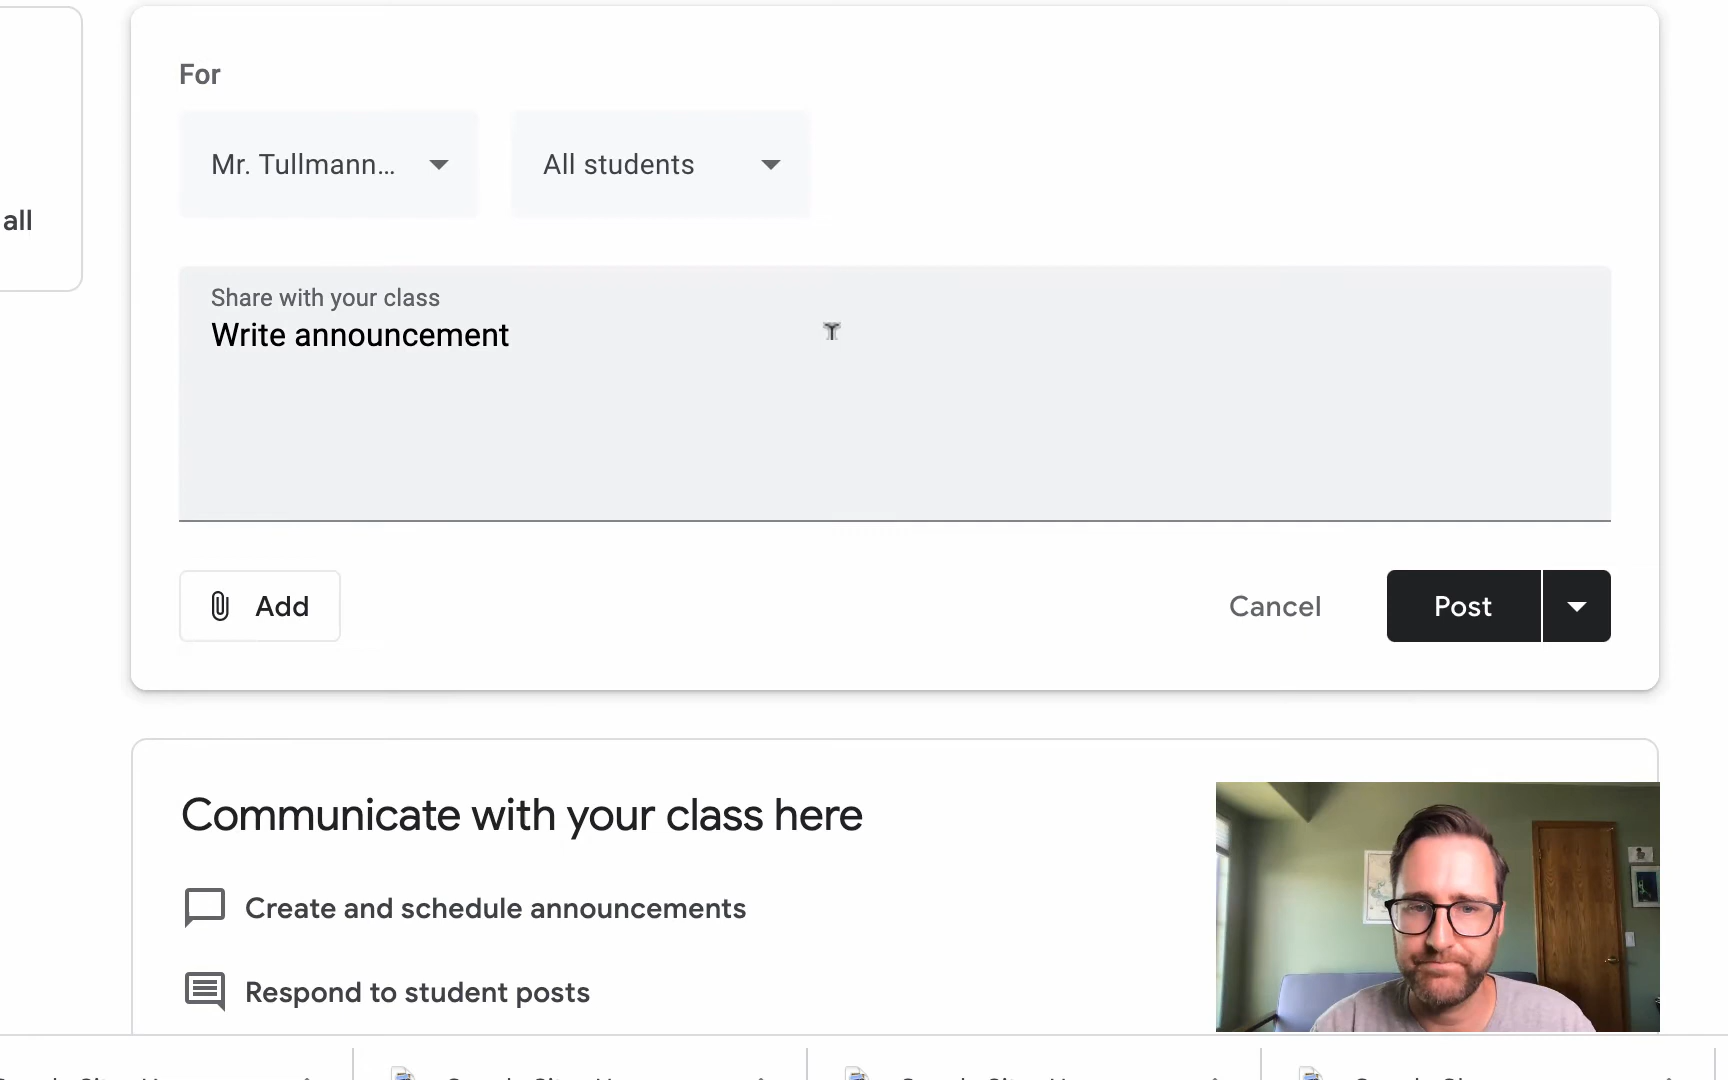 all
For
Mr. Tullmann...
All students
Share with your class
Write announcement
Add
Cancel
Post
Communicate with your class here
Create and schedule announcements
Respond to student posts